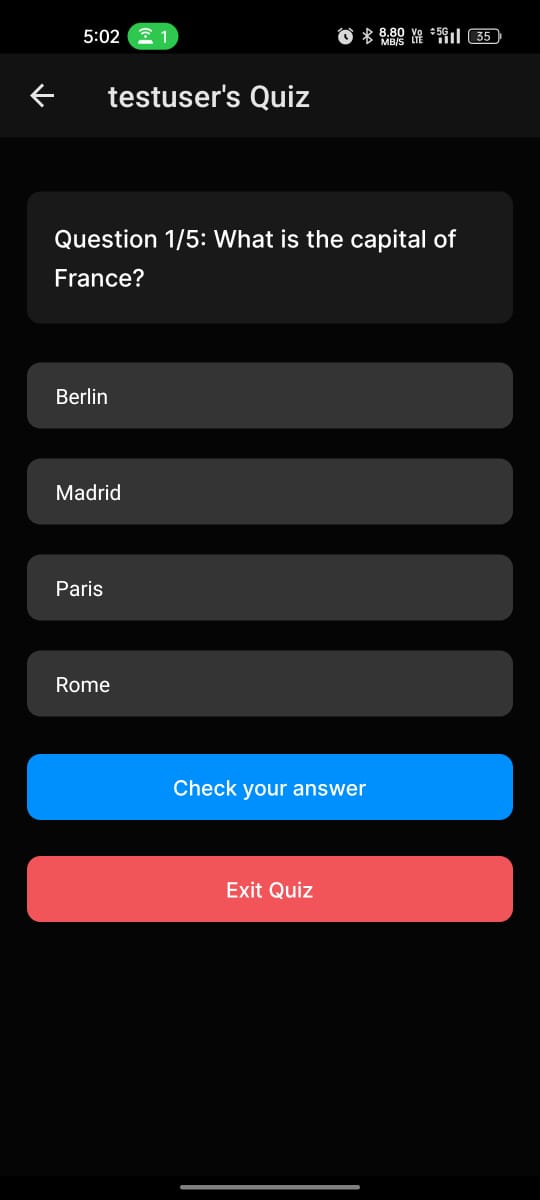 5:02 1 8.80 MB/S Vo LTE 5G 35
testuser's Quiz
Question 1/5: What is the capital of
France?
Berlin
Madrid
Paris
Rome
Check your answer
Exit Quiz